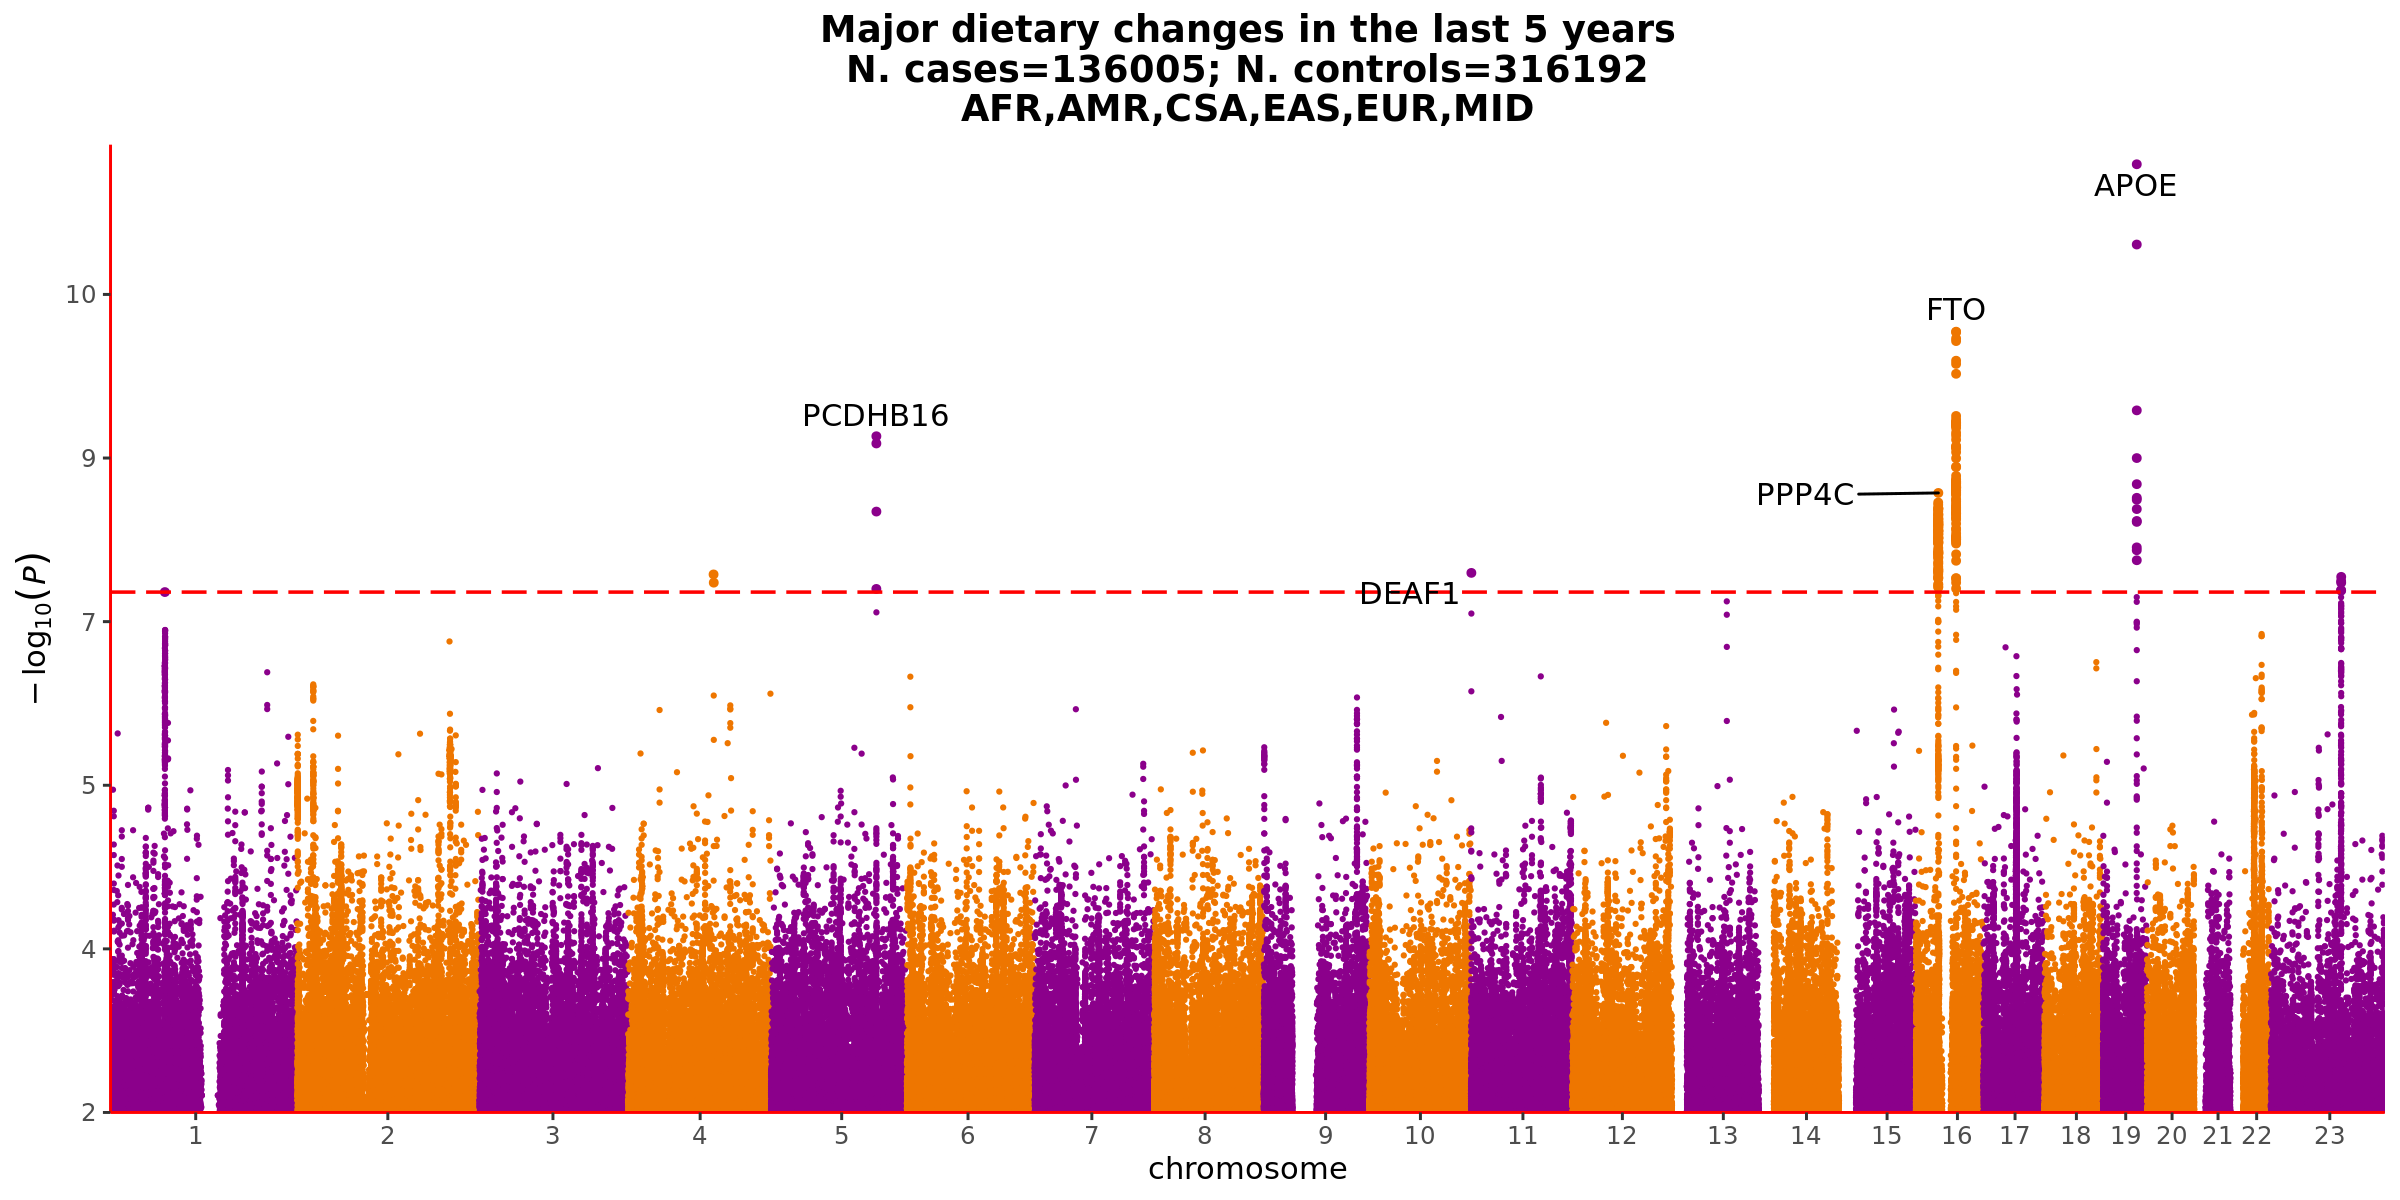 Major dietary changes in the last 5 years
N. cases=136005; N. controls=316192
AFR,AMR,CSA,EAS,EUR,MID
APOE
10
FTO
PCDHB16
9
PPP4C
DEAF1
7
−log₁₀(P)
5
4
2
1 2 3 4 5 6 7 8 9 10 11 12 13 14 15 16 17 18 19 20 21 22 23
chromosome